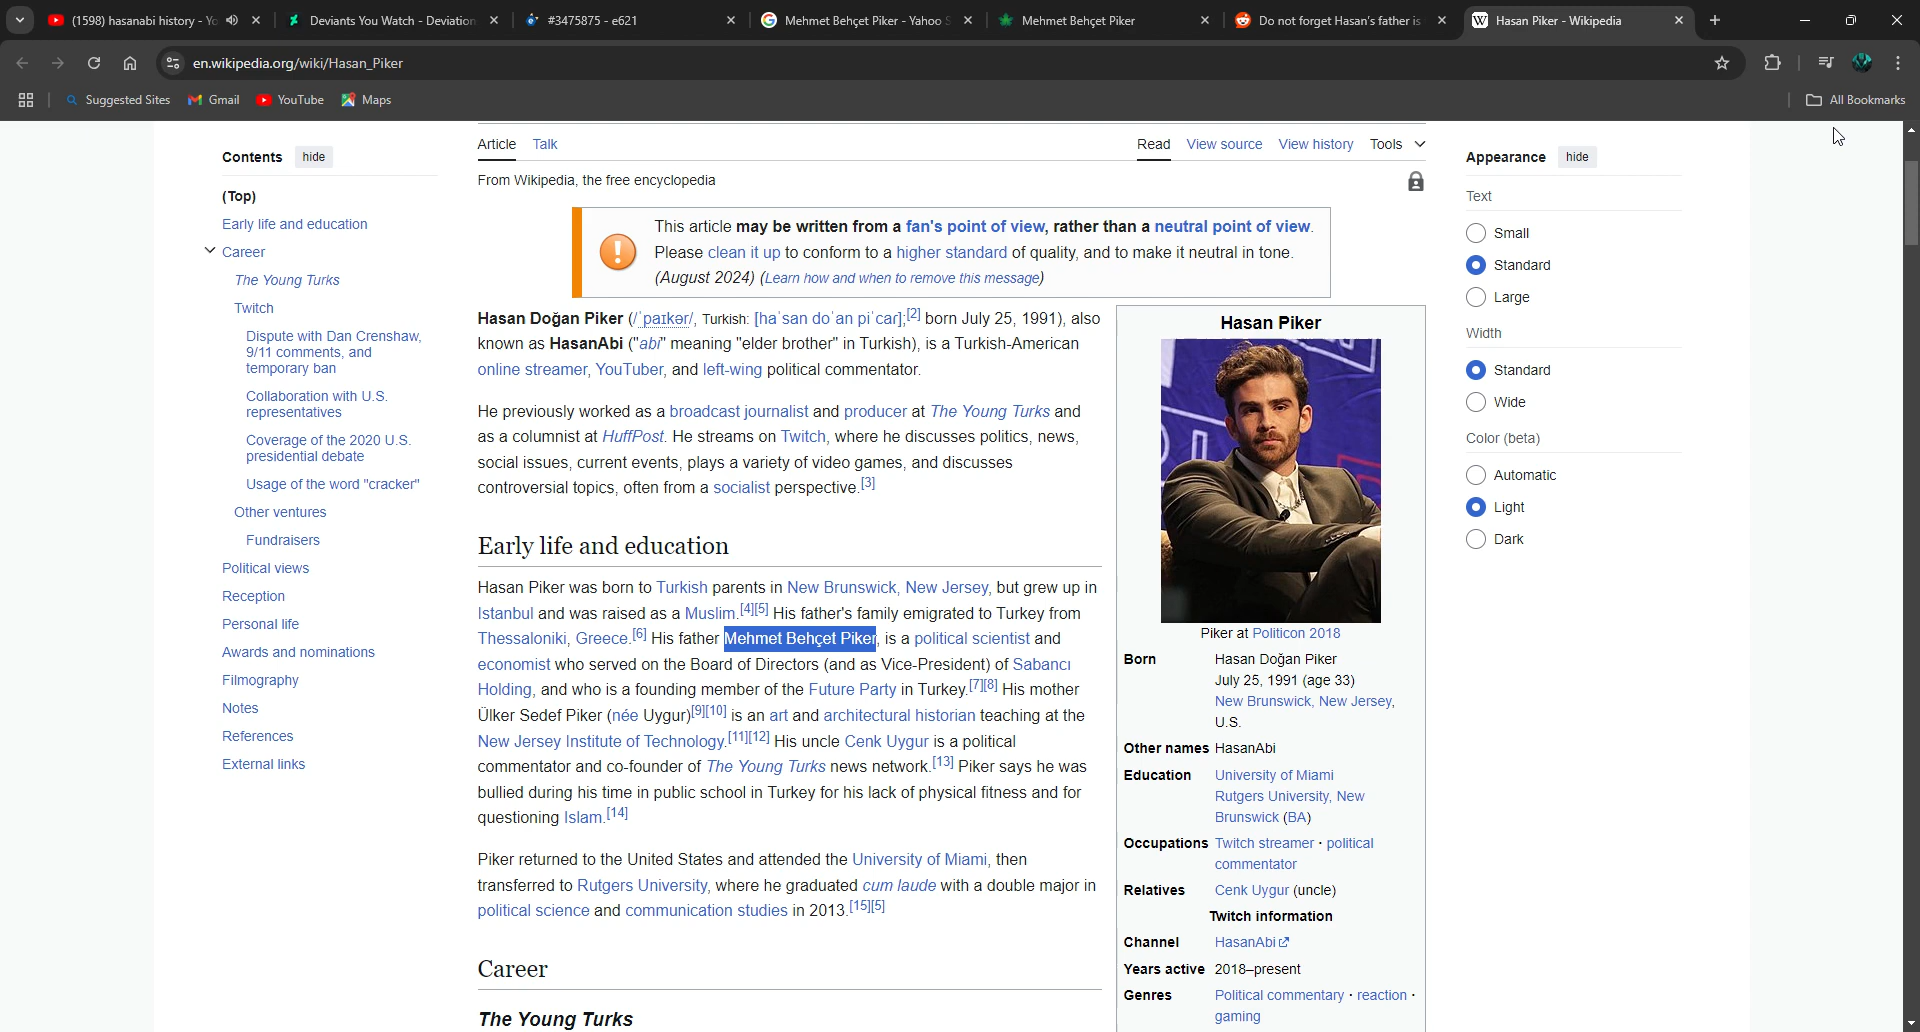 (1598) hasanabi history - Yo
Deviants You Watch - Deviation
#3475875 - e621
Mehmet Behçet Piker - Yahoo S
Mehmet Behçet Piker
Do not forget Hasan's father is
Hasan Piker - Wikipedia
en.wikipedia.org/wiki/Hasan_Piker
Suggested Sites Gmail YouTube Maps All Bookmarks
Contents hide
(Top)
Early life and education
Career
The Young Turks
Twitch
Dispute with Dan Crenshaw,
9/11 comments, and
temporary ban
Collaboration with U.S.
representatives
Coverage of the 2020 U.S.
presidential debate
Usage of the word "cracker"
Other ventures
Fundraisers
Political views
Reception
Personal life
Awards and nominations
Filmography
Notes
References
External links
Article Talk Read View source View history Tools
From Wikipedia, the free encyclopedia
This article may be written from a fan's point of view, rather than a neutral point of view.
Please clean it up to conform to a higher standard of quality, and to make it neutral in tone.
(August 2024) (Learn how and when to remove this message)
Hasan Doğan Piker (/ˈpaɪkər/, Turkish: [haˈsan doˈan piˈcaɾ];[2] born July 25, 1991), also
known as HasanAbi ("abi" meaning "elder brother" in Turkish), is a Turkish-American
online streamer, YouTuber, and left-wing political commentator.
He previously worked as a broadcast journalist and producer at The Young Turks and
as a columnist at HuffPost. He streams on Twitch, where he discusses politics, news,
social issues, current events, plays a variety of video games, and discusses
controversial topics, often from a socialist perspective.[3]
Early life and education
Hasan Piker was born to Turkish parents in New Brunswick, New Jersey, but grew up in
Istanbul and was raised as a Muslim.[4][5] His father's family emigrated to Turkey from
Thessaloniki, Greece.[6] His father Mehmet Behçet Piker, is a political scientist and
economist who served on the Board of Directors (and as Vice-President) of Sabancı
Holding, and who is a founding member of the Future Party in Turkey.[7][8] His mother
Ülker Sedef Piker (née Uygur)[9][10] is an art and architectural historian teaching at the
New Jersey Institute of Technology.[11][12] His uncle Cenk Uygur is a political
commentator and co-founder of The Young Turks news network.[13] Piker says he was
bullied during his time in public school in Turkey for his lack of physical fitness and for
questioning Islam.[14]
Piker returned to the United States and attended the University of Miami, then
transferred to Rutgers University, where he graduated cum laude with a double major in
political science and communication studies in 2013.[15][5]
Career
The Young Turks
Hasan Piker
Piker at Politicon 2018
Born Hasan Doğan Piker
July 25, 1991 (age 33)
New Brunswick, New Jersey,
U.S.
Other names HasanAbi
Education University of Miami
Rutgers University, New
Brunswick (BA)
Occupations Twitch streamer · political
commentator
Relatives Cenk Uygur (uncle)
Twitch information
Channel HasanAbi
Years active 2018–present
Genres Political commentary · reaction ·
gaming
Appearance hide
Text
Small
Standard
Large
Width
Standard
Wide
Color (beta)
Automatic
Light
Dark